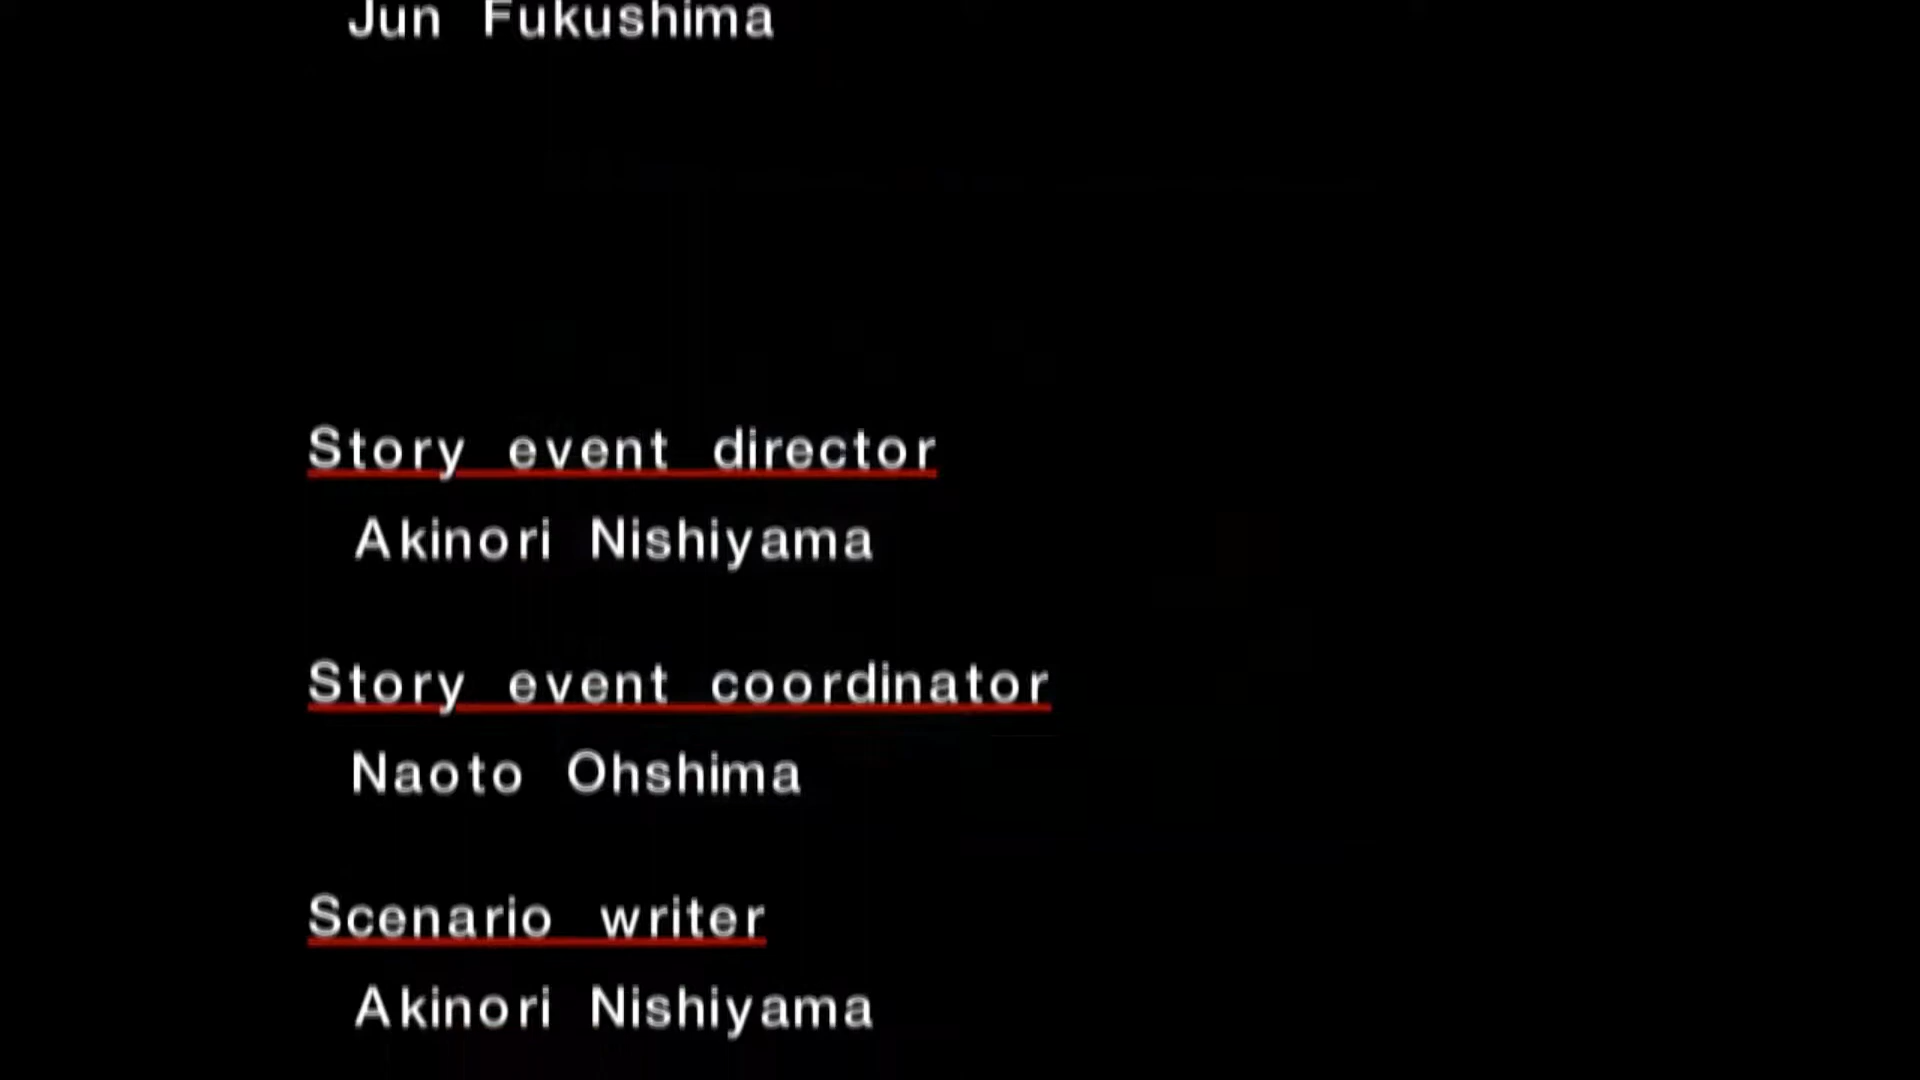 Jun Fukushima
Story event director
Akinori Nishiyama
Story event coordinator
Naoto Ohshima
Scenario writer
Akinori Nishiyama